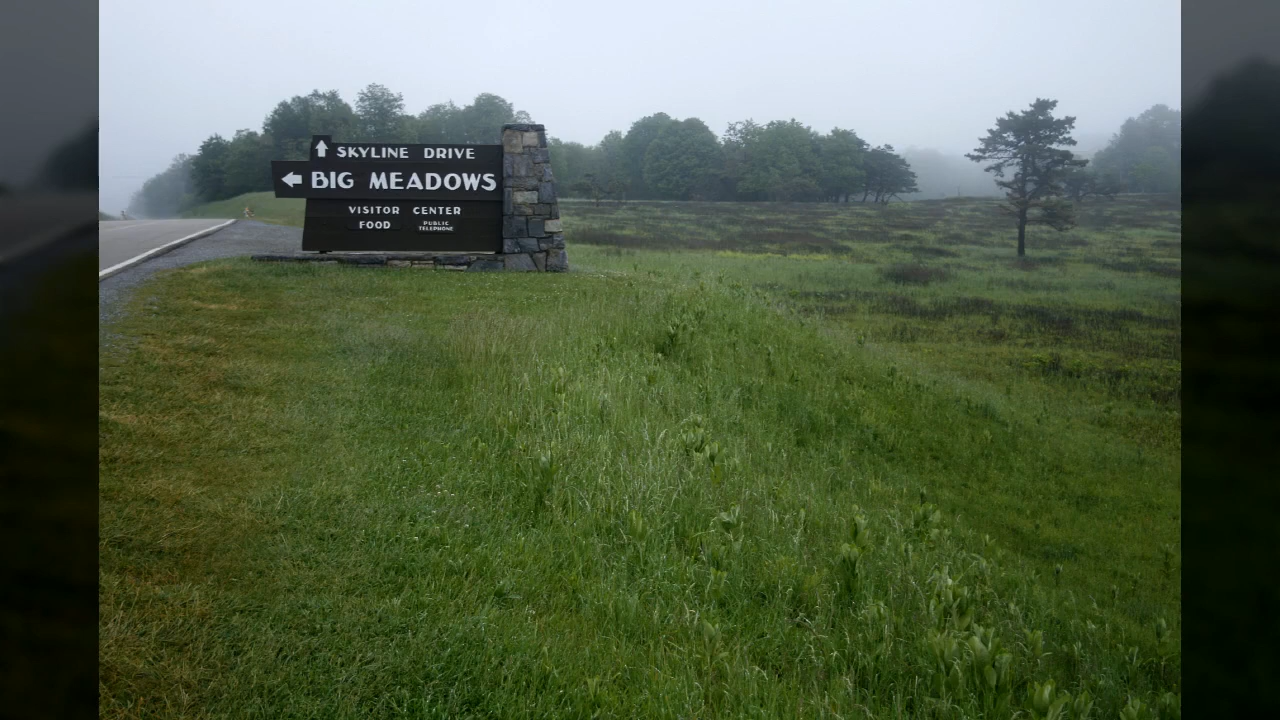 SKYLINE DRIVE
BIG MEADOWS
VISITOR CENTER
FOOD
PUBLIC
TELEPHONE